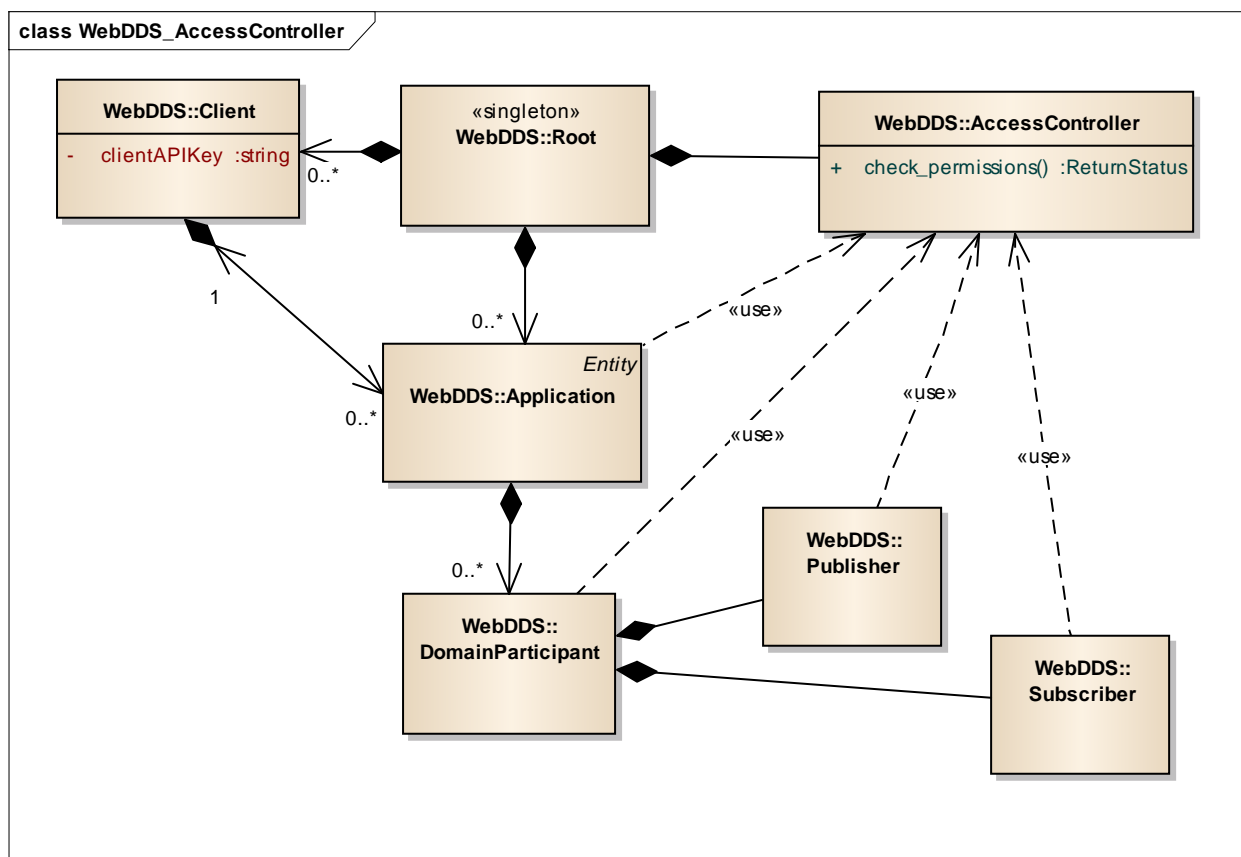 class WebDDS_AccessController
WebDDS::Client
- clientAPIKey :string
«singleton»
WebDDS::Root
WebDDS::AccessController
+ check_permissions() :ReturnStatus
0..*
1
0..*
«use»
Entity
WebDDS::Application
0..*
«use»
«use»
«use»
0..*
WebDDS::
DomainParticipant
WebDDS::
Publisher
WebDDS::
Subscriber